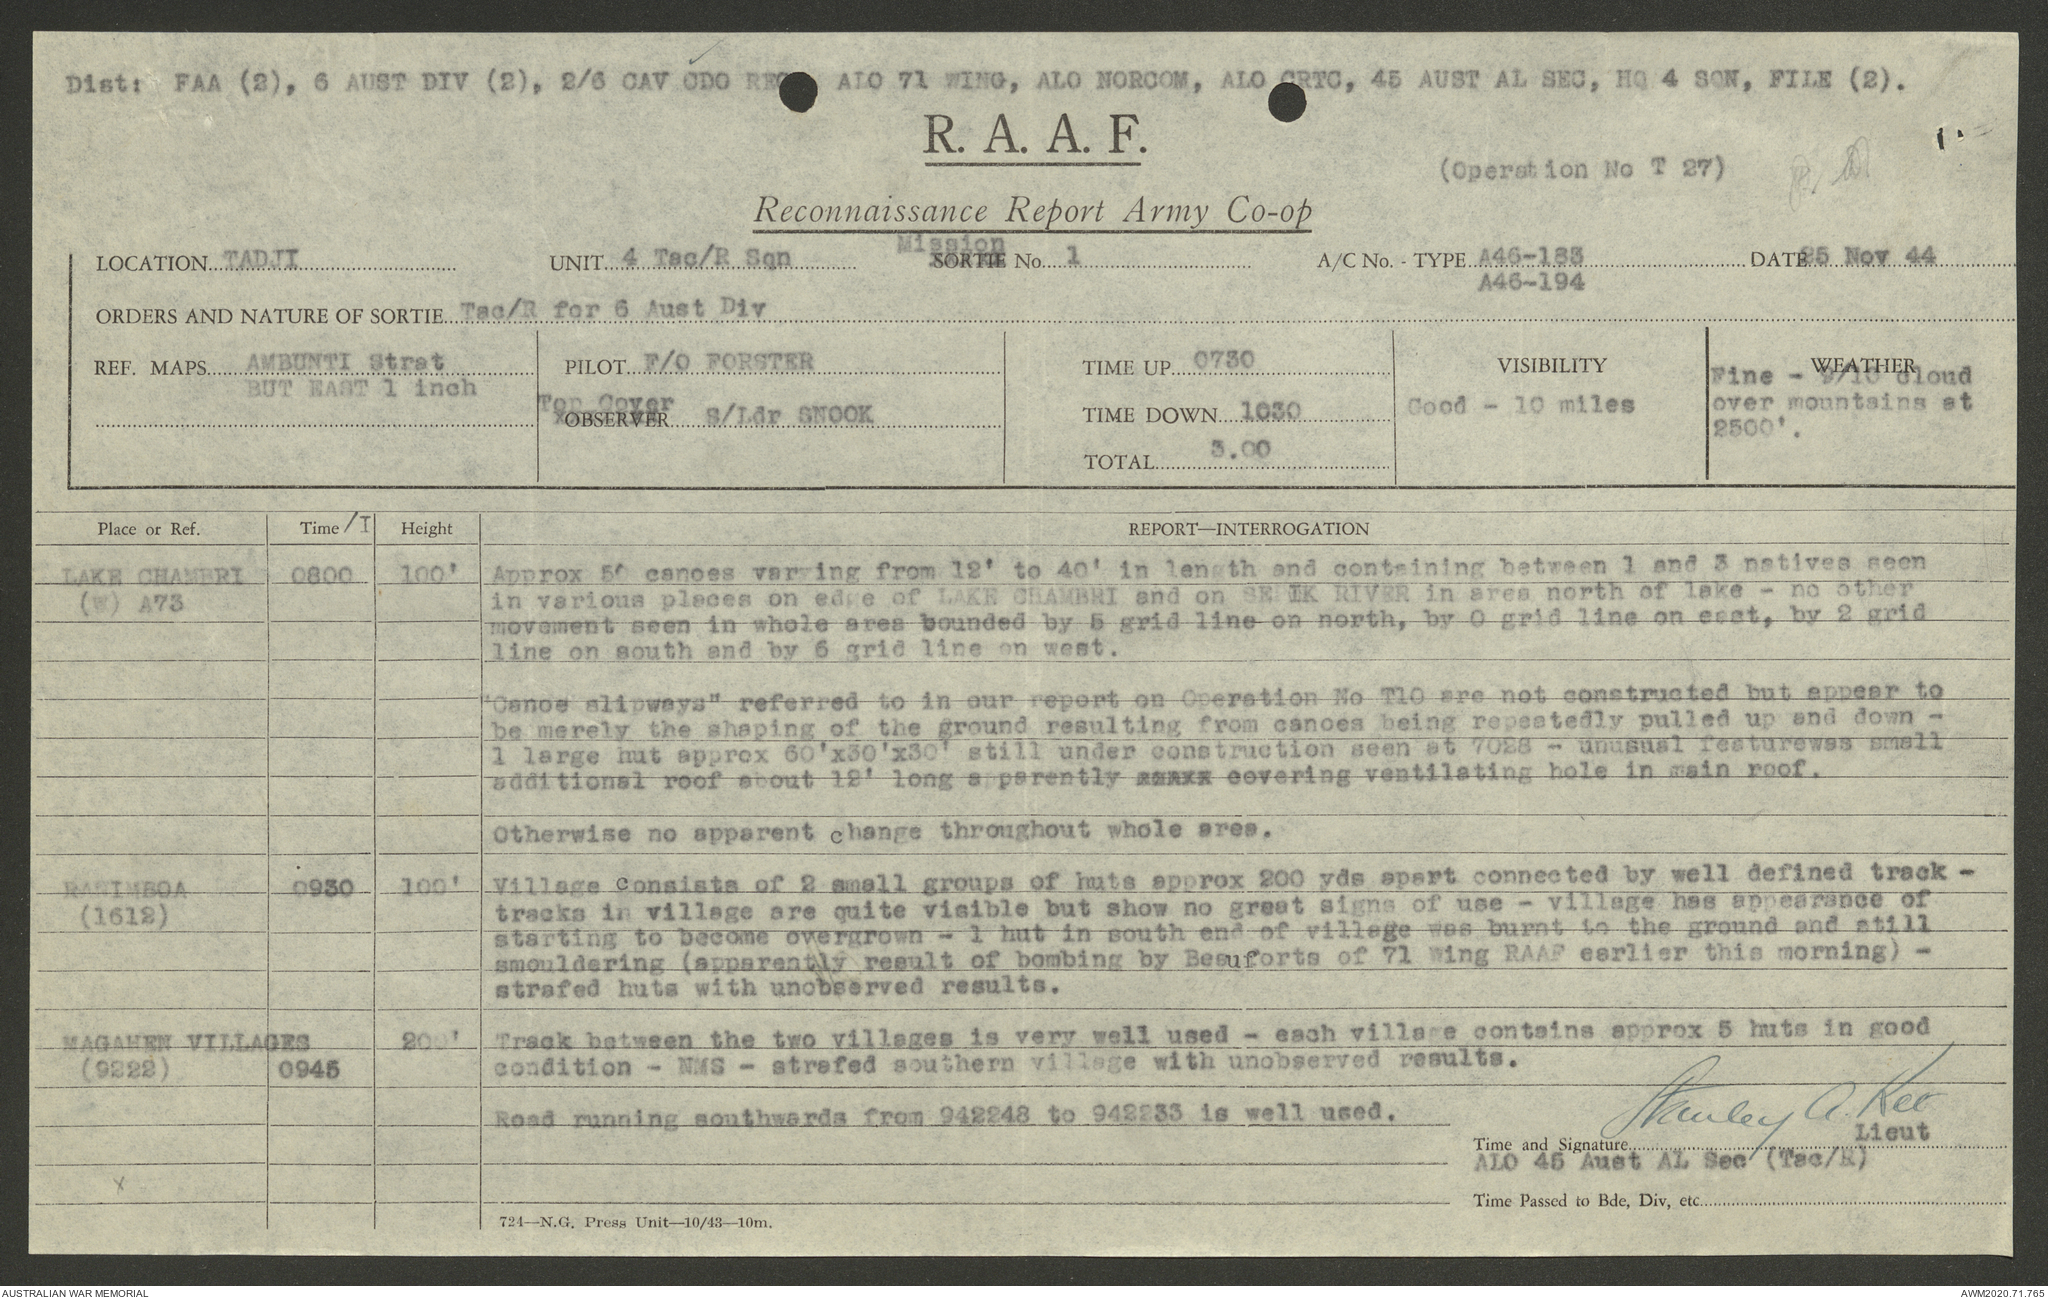 Dist: FAA (2), 6 AUST DIV (2), 2/6 CAV CDO ALO 71 WING, ALO NORCOM, ALO CRTC, 45 AUST AL SEC, HQ 4 SQN, FILE (2).
R. A. A. F.
(Operation No T 27)
Reconnaissance Report Army Co-op
Mission
LOCATION TADJI UNIT 4 Tac/R Sqn SORTIE No. 1 A/C No. - TYPE A46-183 DATE 25 Nov 44
A46-194
ORDERS AND NATURE OF SORTIE Tac/R for 6 Aust Div
REF. MAPS AMBUNTI Strat PILOT F/O FORSTER TIME UP 0730 VISIBILITY WEATHER
BUT EAST 1 inch
Fine - 9/10 cloud
Top Cover
OBSERVER S/Ldr SNOOK TIME DOWN 1030 Good - 10 miles over mountains at
2500'.
TOTAL 3.00
Place or Ref. Time/I Height REPORT—INTERROGATION
LAKE CHAMBRI 0800 100' Approx canoes varying from 12' to 40' in length and containing between 1 and 3 natives seen
(W) A73 in various places on edge of LAKE CHAMBRI and on SEPIK RIVER in area north of lake - no other
movement seen in whole area bounded by 5 grid line on north, by 0 grid line on east, by 2 grid
line on south and by 6 grid line on west.
"Canoe slipways" referred to in our report on Operation No T10 are not constructed but appear to
be merely the shaping of the ground resulting from canoes being repeatedly pulled up and down -
1 large hut approx 60'x30'x30' still under construction seen at 7028 - unusual featurewas small
additional roof about 12' long apparently covering ventilating hole in main roof.
Otherwise no apparent change throughout whole area.
0930 100' Village consists of 2 small groups of huts approx 200 yds apart connected by well defined track -
(1612) tracks in village are quite visible but show no great signs of use - village has appearance of
starting to become overgrown - 1 hut in south end of village was burnt to the ground and still
smouldering (apparently result of bombing by Beauforts of 71 Wing RAAF earlier this morning) -
strafed huts with unobserved results.
MAGAHEN VILLAGES 200' Track between the two villages is very well used - each village contains approx 5 huts in good
(9222) 0945 condition - NMS - strafed southern village with unobserved results.
Road running southwards from 942248 to 942233 is well used.
Stanley A. Kee
Time and Signature Lieut
ALO 45 Aust AL Sec (Tac/R)
Time Passed to Bde, Div, etc.
724—N.G. Press Unit—10/43—10m.
AUSTRALIAN WAR MEMORIAL AWM2020.71.765